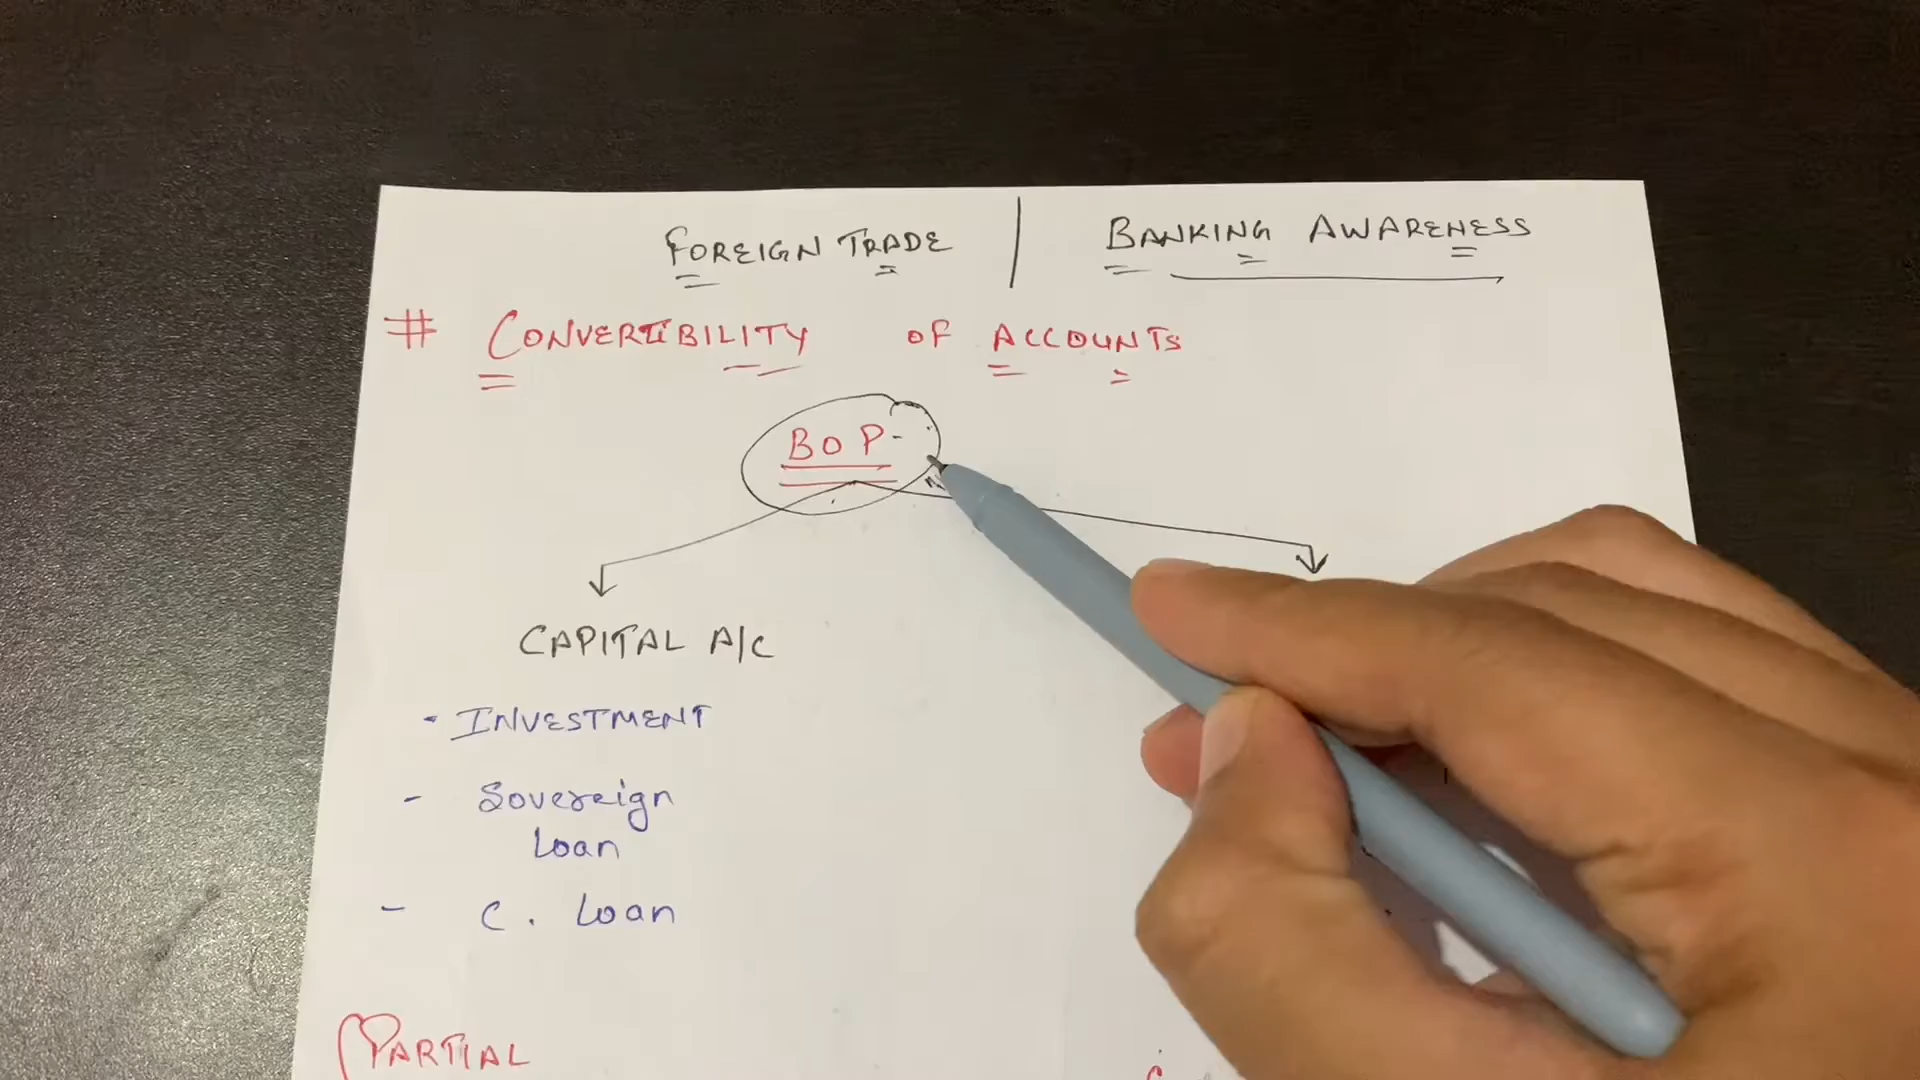 FOREIGN TRADE | BANKING AWARENESS
# CONVERTIBILITY OF ACCOUNTS
BOP-
CAPITAL A/C
- INVESTMENT
- Sovereign
Loan
- C. Loan
PARTIAL